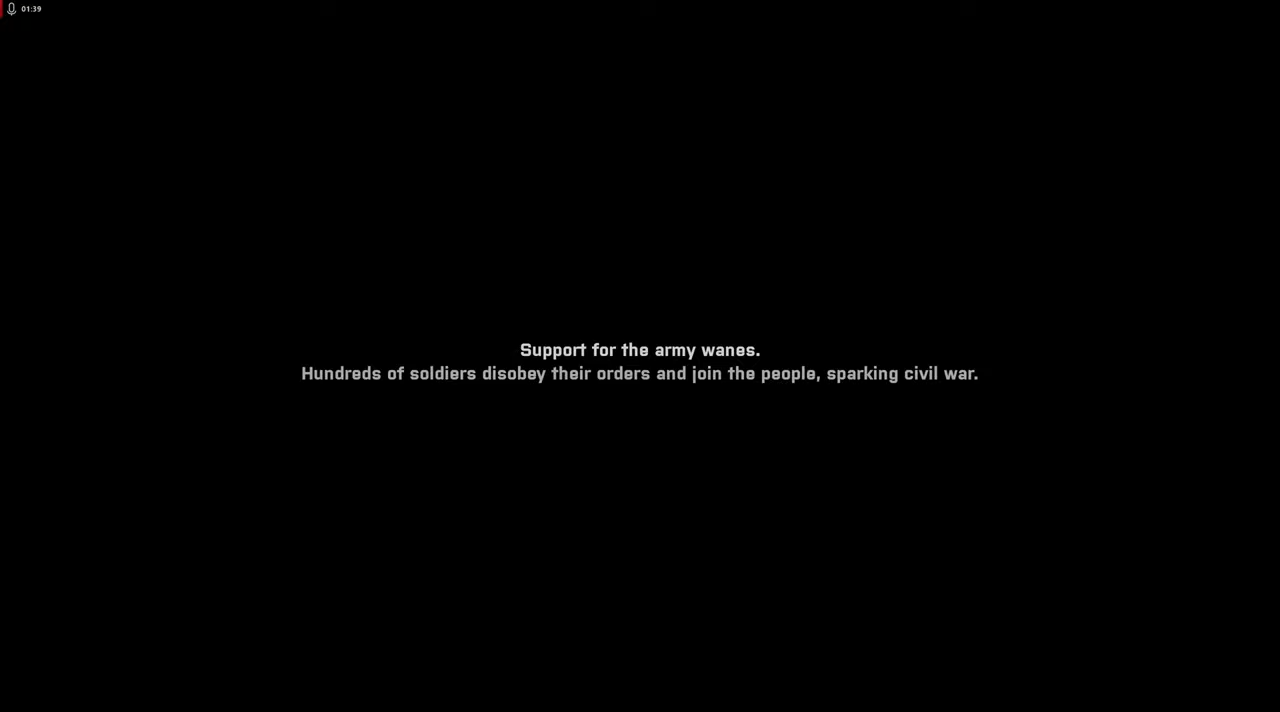 01:39
Support for the army wanes.
Hundreds of soldiers disobey their orders and join the people, sparking civil war.